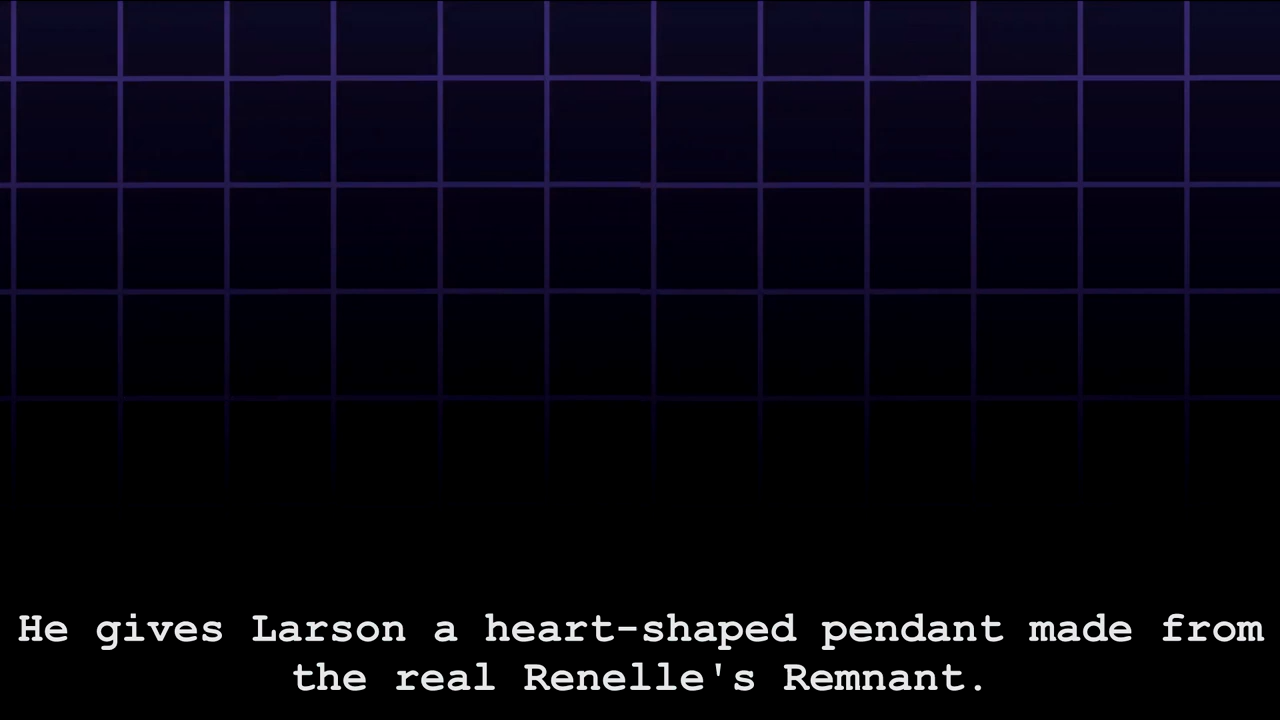 He gives Larson a heart-shaped pendant made from
the real Renelle's Remnant.